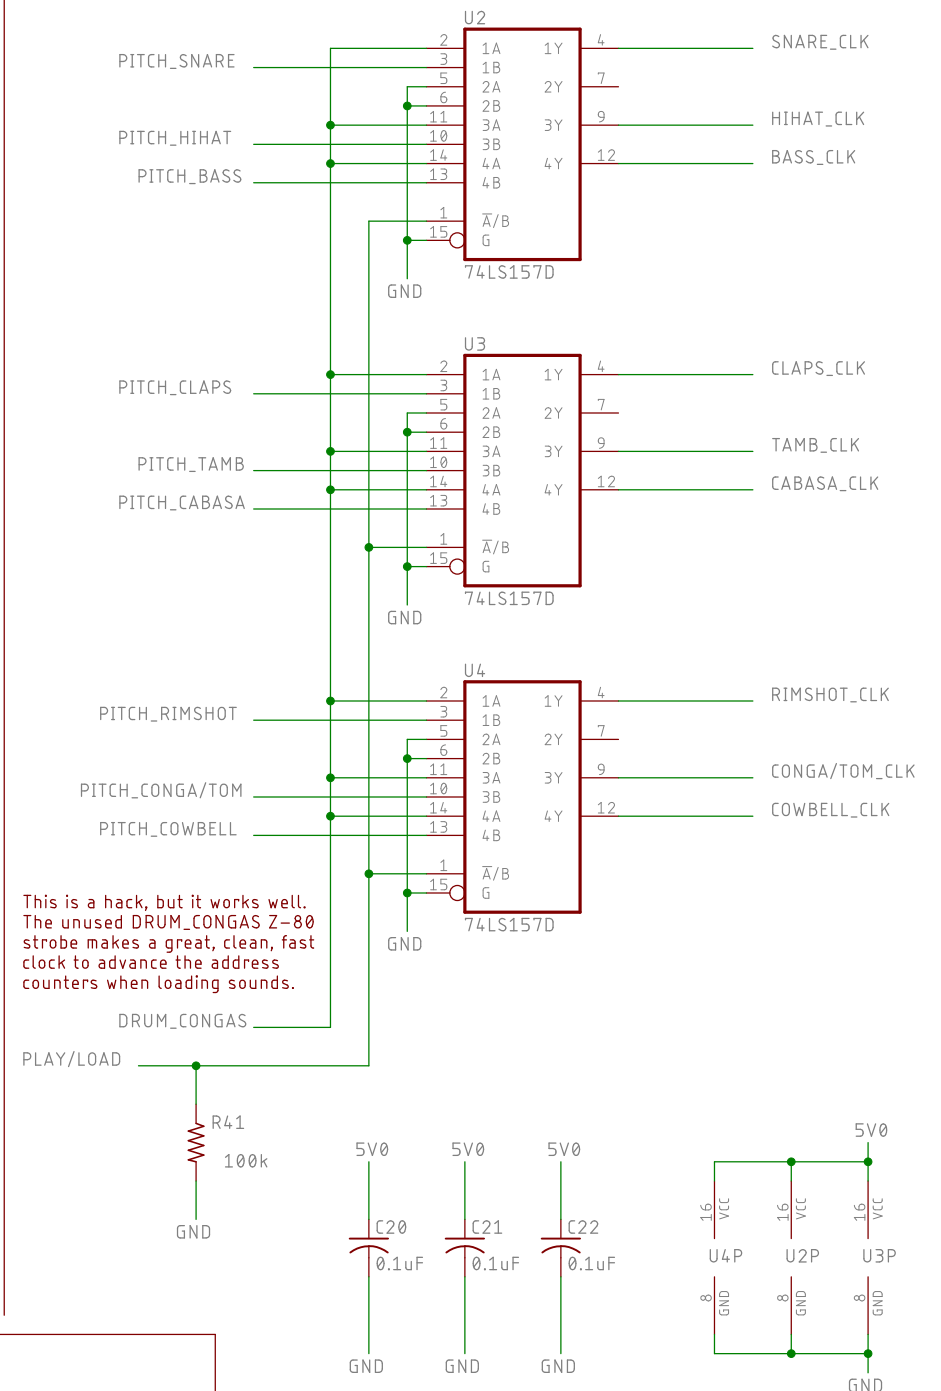 U2
PITCH_SNARE
PITCH_HIHAT
PITCH_BASS
2 1A 1Y 4 SNARE_CLK
3 1B
5 2A 2Y 7
6 2B
11 3A 3Y 9 HIHAT_CLK
10 3B
14 4A 4Y 12 BASS_CLK
13 4B
1 A/B
15 G
GND
74LS157D
U3
PITCH_CLAPS
PITCH_TAMB
PITCH_CABASA
2 1A 1Y 4 CLAPS_CLK
3 1B
5 2A 2Y 7
6 2B
11 3A 3Y 9 TAMB_CLK
10 3B
14 4A 4Y 12 CABASA_CLK
13 4B
1 A/B
15 G
GND
74LS157D
U4
PITCH_RIMSHOT
PITCH_CONGA/TOM
PITCH_COWBELL
2 1A 1Y 4 RIMSHOT_CLK
3 1B
5 2A 2Y 7
6 2B
11 3A 3Y 9 CONGA/TOM_CLK
10 3B
14 4A 4Y 12 COWBELL_CLK
13 4B
1 A/B
15 G
GND
74LS157D
This is a hack, but it works well.
The unused DRUM_CONGAS Z-80
strobe makes a great, clean, fast
clock to advance the address
counters when loading sounds.
DRUM_CONGAS
PLAY/LOAD
R41
100k
GND
5V0 5V0 5V0
C20 C21 C22
0.1uF 0.1uF 0.1uF
GND GND GND
5V0
16 VCC 16 VCC 16 VCC
U4P U2P U3P
8 GND 8 GND 8 GND
GND